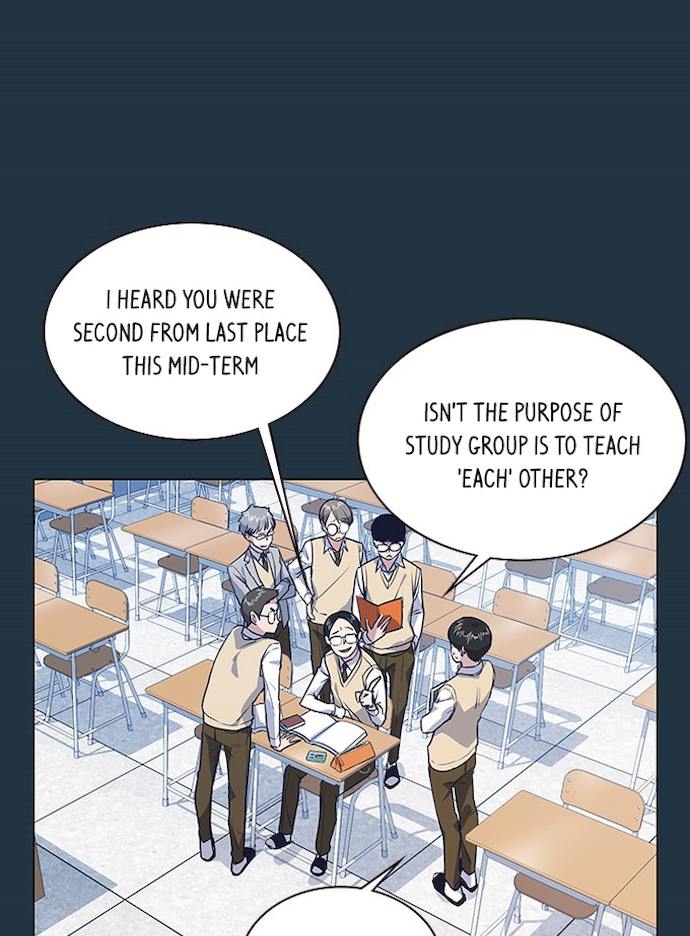 I HEARD YOU WERE
SECOND FROM LAST PLACE
THIS MID-TERM
ISN'T THE PURPOSE OF
STUDY GROUP IS TO TEACH
'EACH' OTHER?